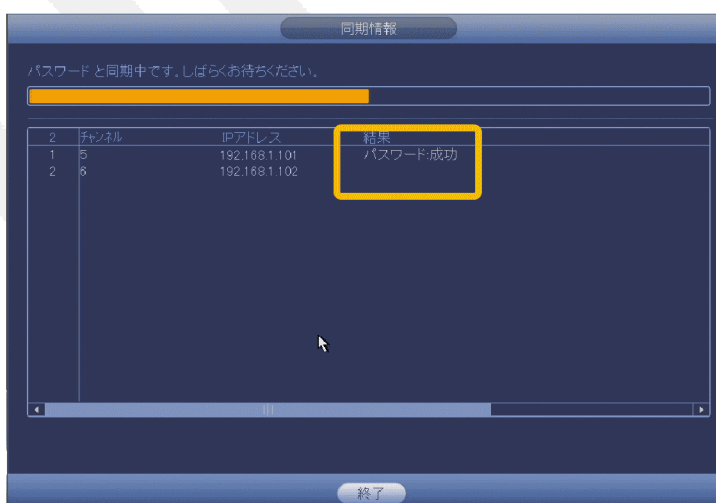 同期情報
パスワードと同期中です。しばらくお待ちください。
2 チャンネル IPアドレス 結果
1 5 192.168.1.101 パスワード:成功
2 6 192.168.1.102
終了